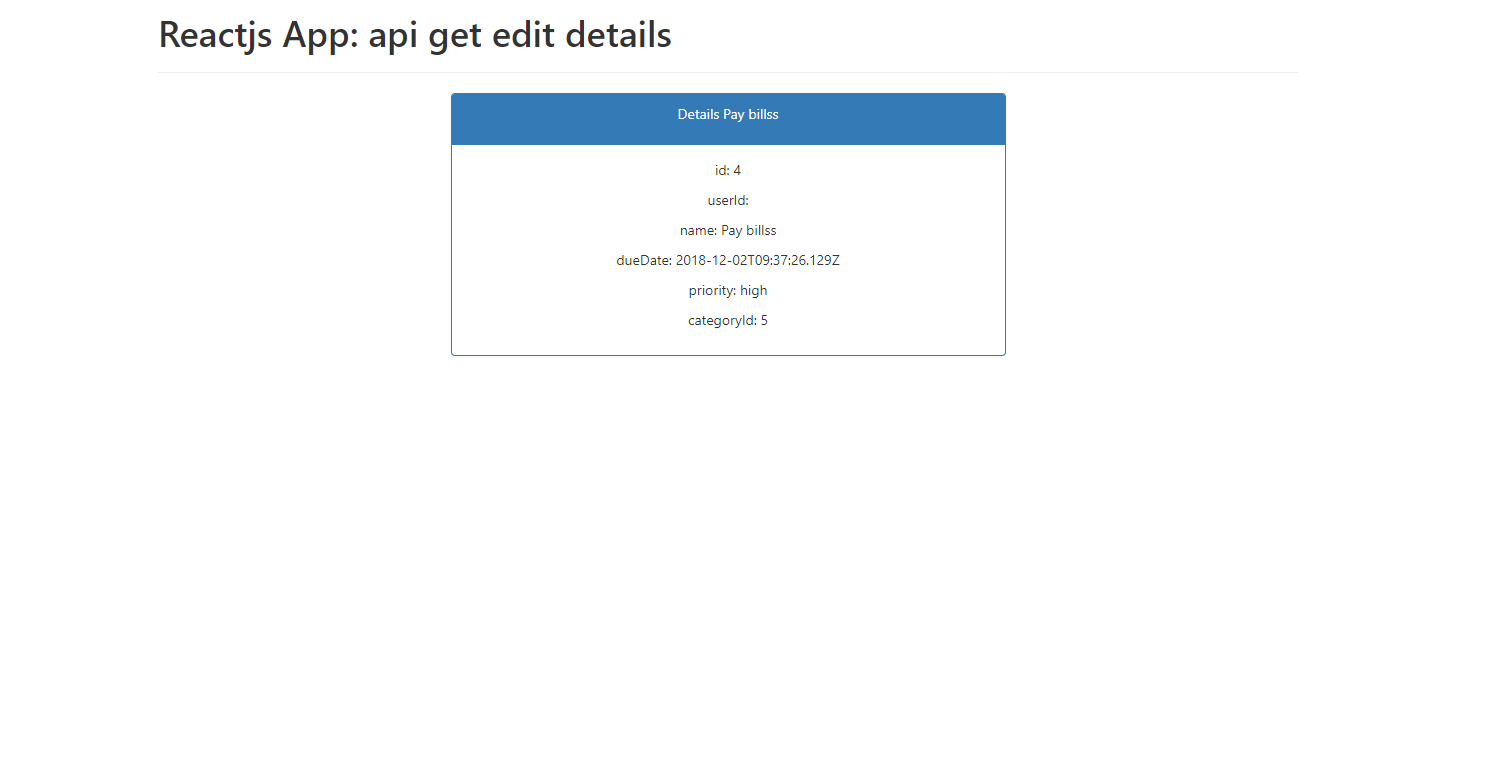 Reactjs App: api get edit details
Details Pay billss
id: 4
userId:
name: Pay billss
dueDate: 2018-12-02T09:37:26.129Z
priority: high
categoryId: 5